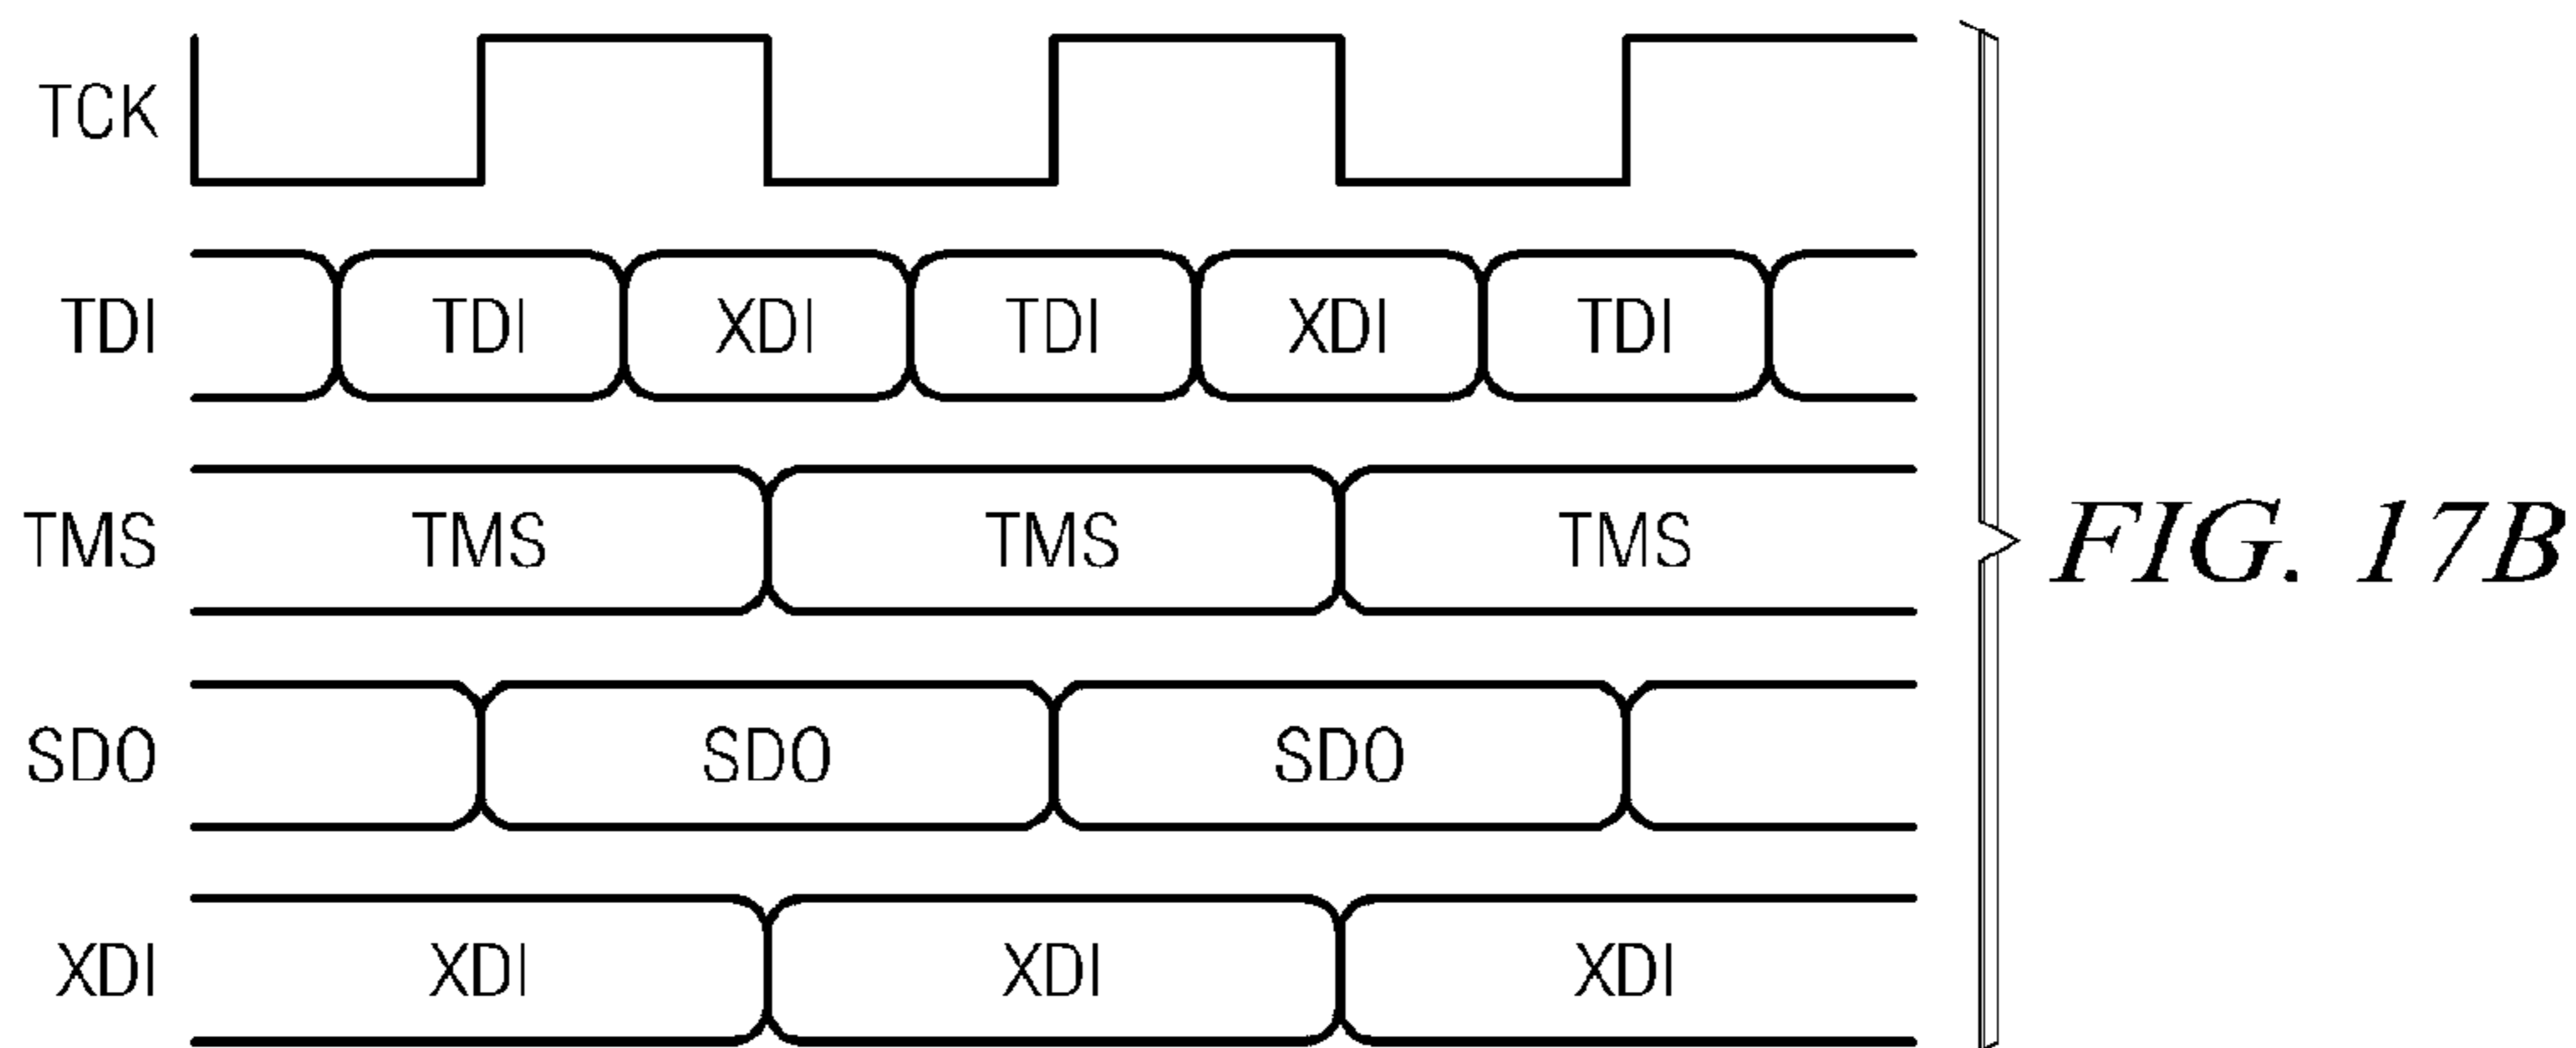 TCK
TDI TDI XDI TDI XDI TDI
TMS TMS TMS TMS
FIG. 17B
SDO SDO SDO
XDI XDI XDI XDI